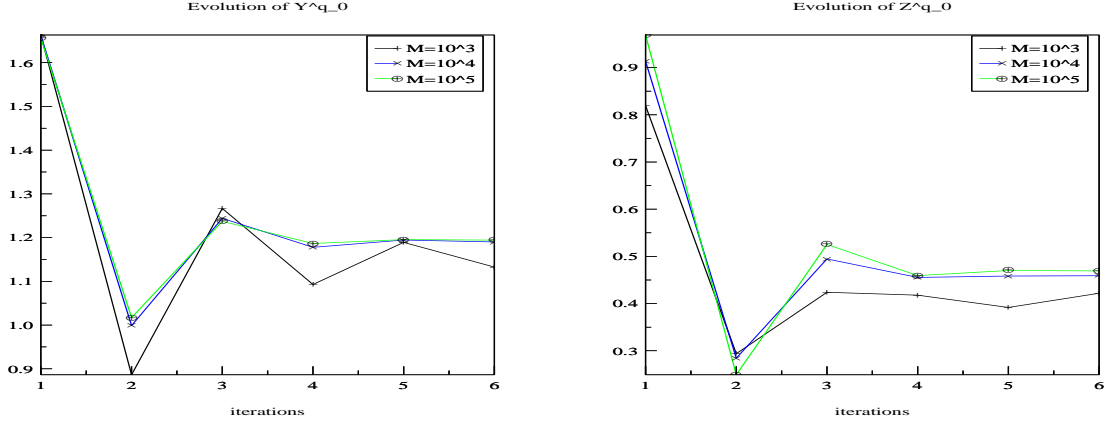 Evolution of Y^q_0
M=10^3
M=10^4
M=10^5
1.6
1.5
1.4
1.3
1.2
1.1
1.0
0.9
1 2 3 4 5 6
iterations
Evolution of Z^q_0
M=10^3
M=10^4
M=10^5
0.9
0.8
0.7
0.6
0.5
0.4
0.3
1 2 3 4 5 6
iterations